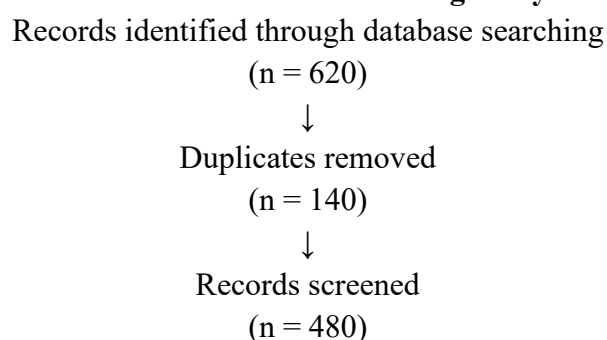 Records identified through database searching
(n = 620)
↓
Duplicates removed
(n = 140)
↓
Records screened
(n = 480)